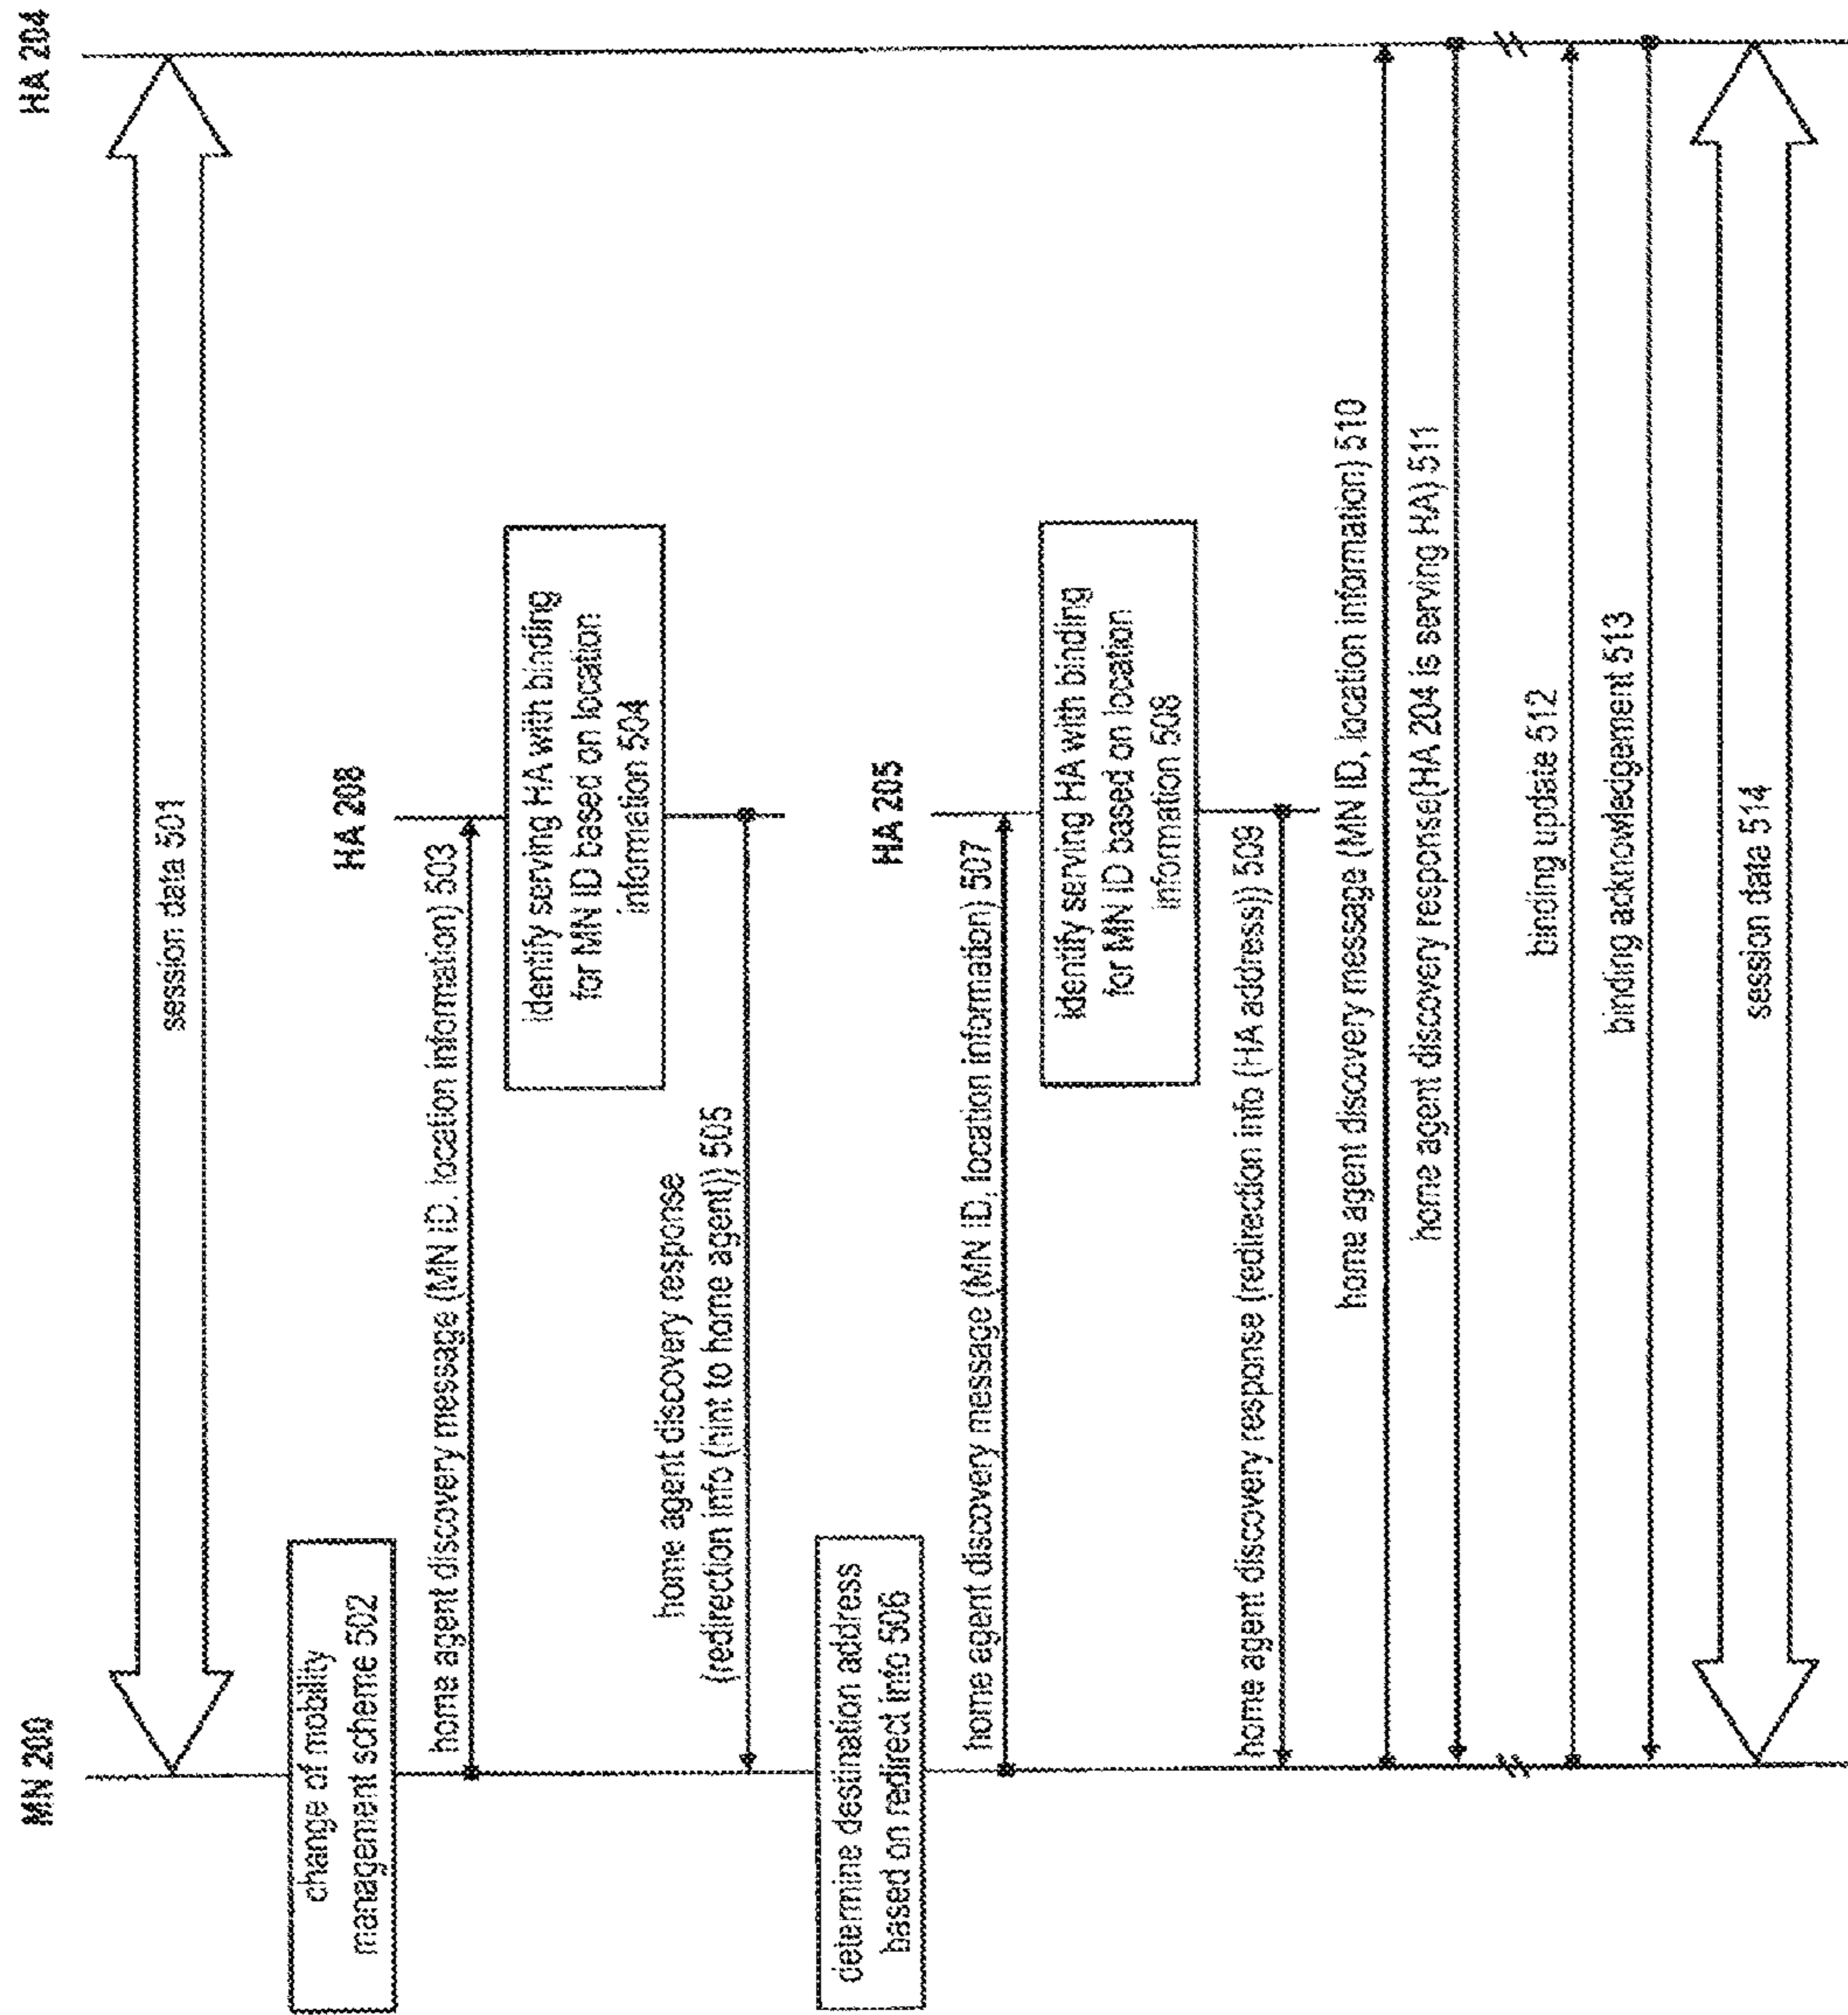 MN 200
HA 204
session data 501
change of mobility
management scheme 502
HA 208
home agent discovery message (MN ID, location information) 503
identify serving HA with binding
for MN ID based on location
information 504
home agent discovery response
(redirection info (hint to home agent)) 505
determine destination address
based on redirect info 506
HA 205
home agent discovery message (MN ID, location information) 507
identify serving HA with binding
for MN ID based on location
information 508
home agent discovery response (redirection info (HA address)) 509
home agent discovery message (MN ID, location information) 510
home agent discovery response(HA 204 is serving HA) 511
binding update 512
binding acknowledgement 513
session data 514